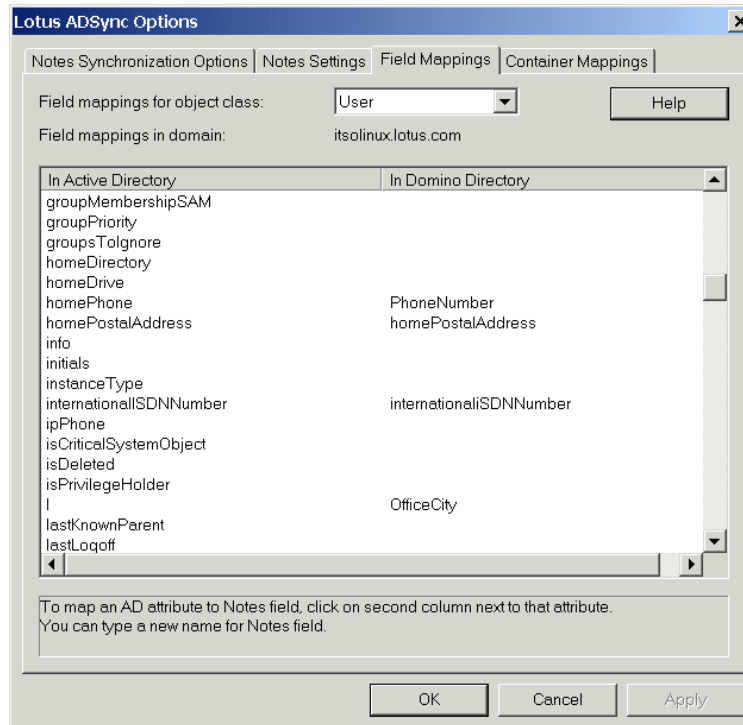 Lotus ADSync Options
Notes Synchronization Options Notes Settings Field Mappings Container Mappings
Field mappings for object class: User Help
Field mappings in domain: itsolinux.lotus.com
In Active Directory In Domino Directory
groupMembershipSAM
groupPriority
groupsToIgnore
homeDirectory
homeDrive
homePhone PhoneNumber
homePostalAddress homePostalAddress
info
initials
instanceType
internationalISDNNumber internationaliSDNNumber
ipPhone
isCriticalSystemObject
isDeleted
isPrivilegeHolder
l OfficeCity
lastKnownParent
lastLogoff
To map an AD attribute to Notes field, click on second column next to that attribute.
You can type a new name for Notes field.
OK Cancel Apply